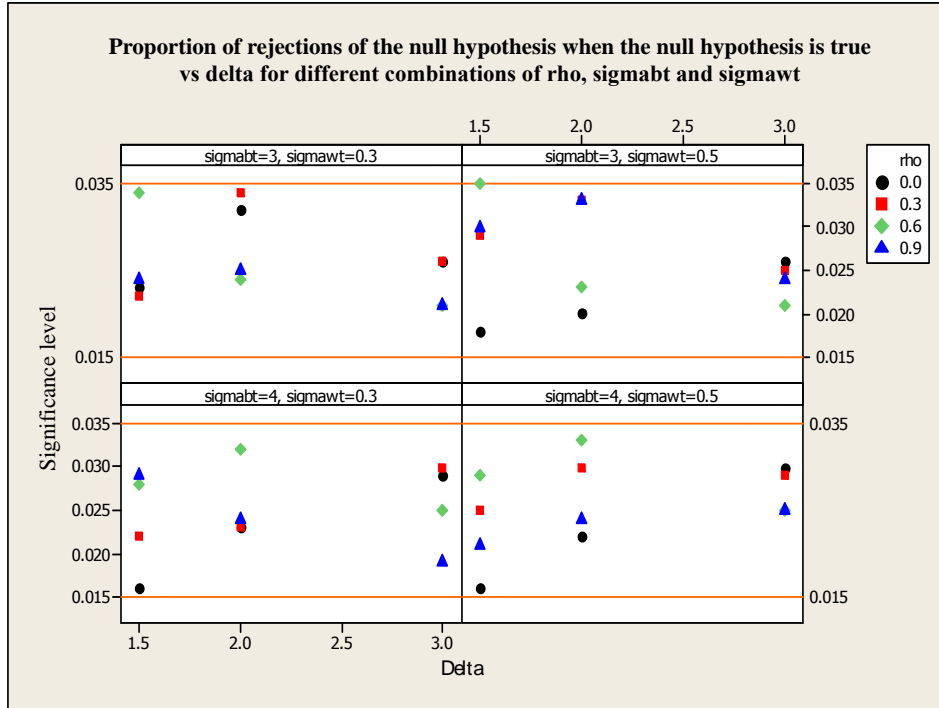 Proportion of rejections of the null hypothesis when the null hypothesis is true
vs delta for different combinations of rho, sigmabt and sigmawt
1.5 2.0 2.5 3.0
sigmabt=3, sigmawt=0.3 sigmabt=3, sigmawt=0.5
rho
0.0
0.3
0.6
0.9
0.035 0.035
0.030
0.025
0.020
0.015 0.015
Significance level
sigmabt=4, sigmawt=0.3 sigmabt=4, sigmawt=0.5
0.035 0.035
0.030
0.025
0.020
0.015 0.015
1.5 2.0 2.5 3.0
Delta